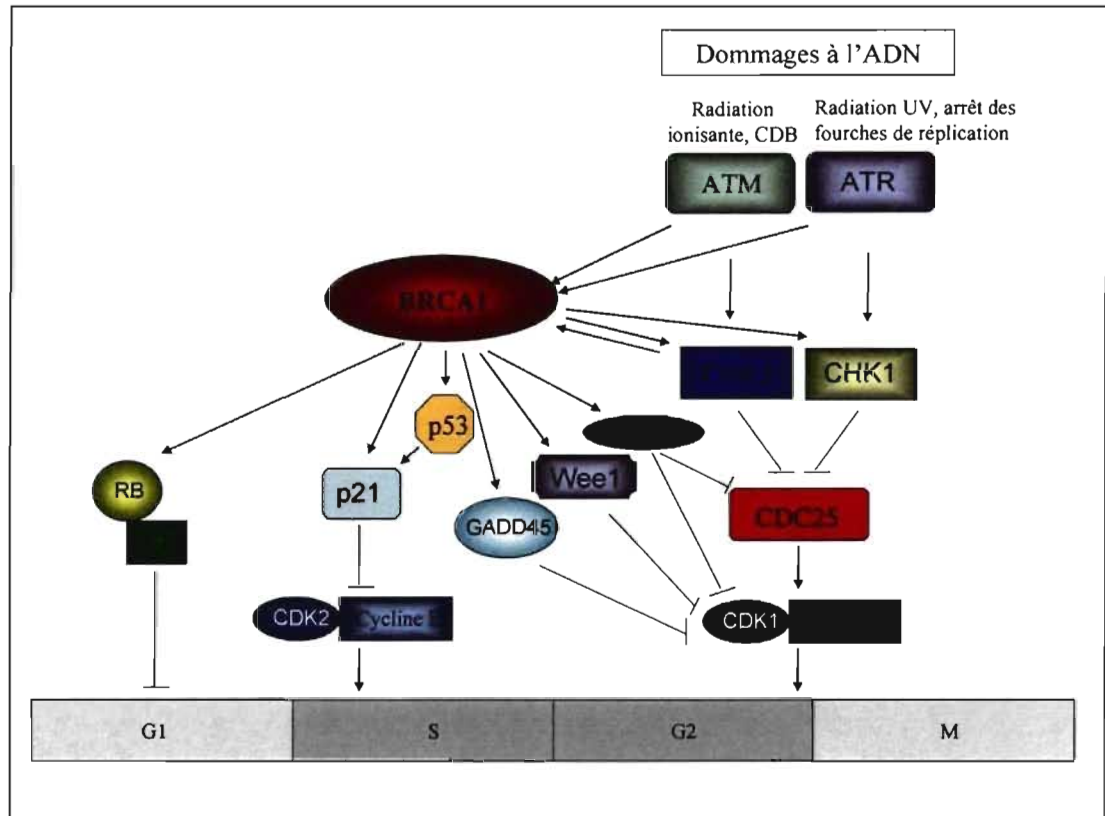 Dommages à l'ADN
Radiation
ionisante, CDB
Radiation UV, arrêt des
fourches de réplication
ATM
ATR
BRCA1
CHK1
p53
RB
p21
Wee1
GADD45
CDC25
CDK2
Cycline
CDK1
G1
S
G2
M